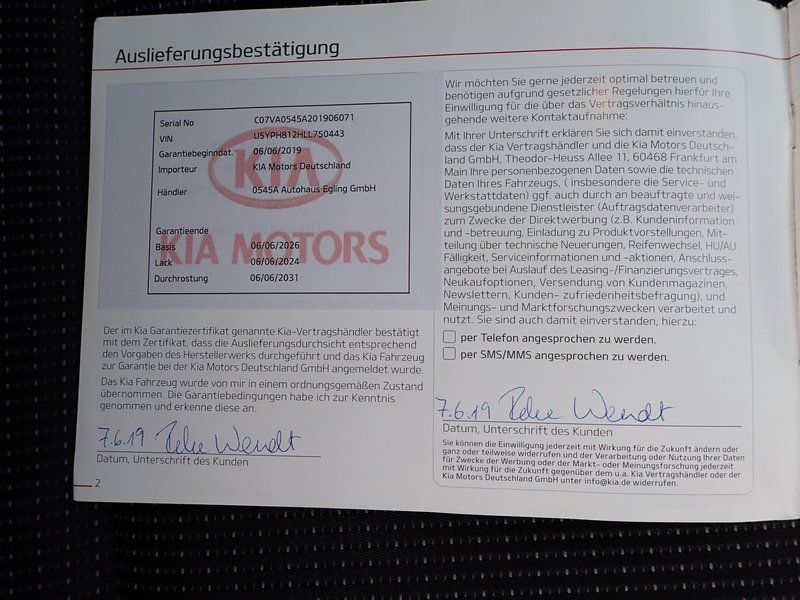 Auslieferungsbestätigung
Serial No C07VA0545A201906071
VIN U5YPH812HLL750443
Garantiebeginndat. 06/06/2019
Importeur KIA Motors Deutschland
Händler 0545A Autohaus Egling GmbH
KIA
Garantieende
KIA MOTORS
Basis 06/06/2026
Lack 06/06/2024
Durchrostung 06/06/2031
Der im Kia Garantiezertifikat genannte Kia-Vertragshändler bestätigt
mit dem Zertifikat, dass die Auslieferungsdurchsicht entsprechend
den Vorgaben des Herstellerwerks durchgeführt und das Kia Fahrzeug
zur Garantie bei der Kia Motors Deutschland GmbH angemeldet wurde.
Das Kia Fahrzeug wurde von mir in einem ordnungsgemäßen Zustand
übernommen. Die Garantiebedingungen habe ich zur Kenntnis
genommen und erkenne diese an.
7.6.19 Wendt
Datum, Unterschrift des Kunden
2
Wir möchten Sie gerne jederzeit optimal betreuen und
benötigen aufgrund gesetzlicher Regelungen hierfür Ihre
Einwilligung für die über das Vertragsverhältnis hinaus-
gehende weitere Kontaktaufnahme:
Mit Ihrer Unterschrift erklären Sie sich damit einverstanden,
dass der Kia Vertragshändler und die Kia Motors Deutsch-
land GmbH, Theodor-Heuss Allee 11, 60468 Frankfurt am
Main Ihre personenbezogenen Daten sowie die technischen
Daten Ihres Fahrzeugs, ( insbesondere die Service- und
Werkstattdaten) ggf. auch durch an beauftragte und wei-
sungsgebundene Dienstleister (Auftragsdatenverarbeiter)
zum Zwecke der Direktwerbung (z.B. Kundeninformation
und -betreuung, Einladung zu Produktvorstellungen, Mit-
teilung über technische Neuerungen, Reifenwechsel, HU/AU
Fälligkeit, Serviceinformationen und -aktionen, Anschluss-
angebote bei Auslauf des Leasing-/Finanzierungsvertrages,
Neukaufoptionen, Versendung von Kundenmagazinen,
Newslettern, Kunden- zufriedenheitsbefragung), und
Meinungs- und Marktforschungszwecken verarbeitet und
nutzt. Sie sind auch damit einverstanden, hierzu:
per Telefon angesprochen zu werden.
per SMS/MMS angesprochen zu werden.
7.6.19 Wendt
Datum, Unterschrift des Kunden
Sie können die Einwilligung jederzeit mit Wirkung für die Zukunft ändern oder
ganz oder teilweise widerrufen und der Verarbeitung oder Nutzung Ihrer Daten
für Zwecke der Werbung oder der Markt- oder Meinungsforschung jederzeit
mit Wirkung für die Zukunft gegenüber dem u.a. Kia Vertragshändler oder der
Kia Motors Deutschland GmbH unter info@kia.de widerrufen.